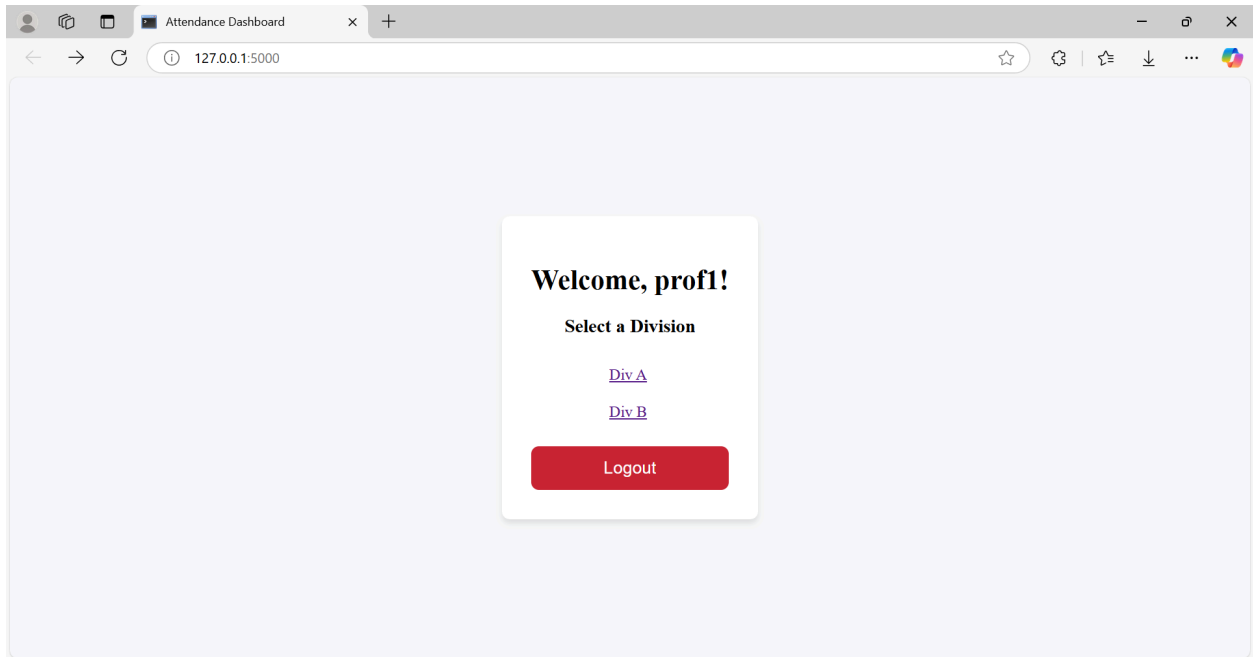 Attendance Dashboard
127.0.0.1:5000
Welcome, prof1!
Select a Division
Div A
Div B
Logout